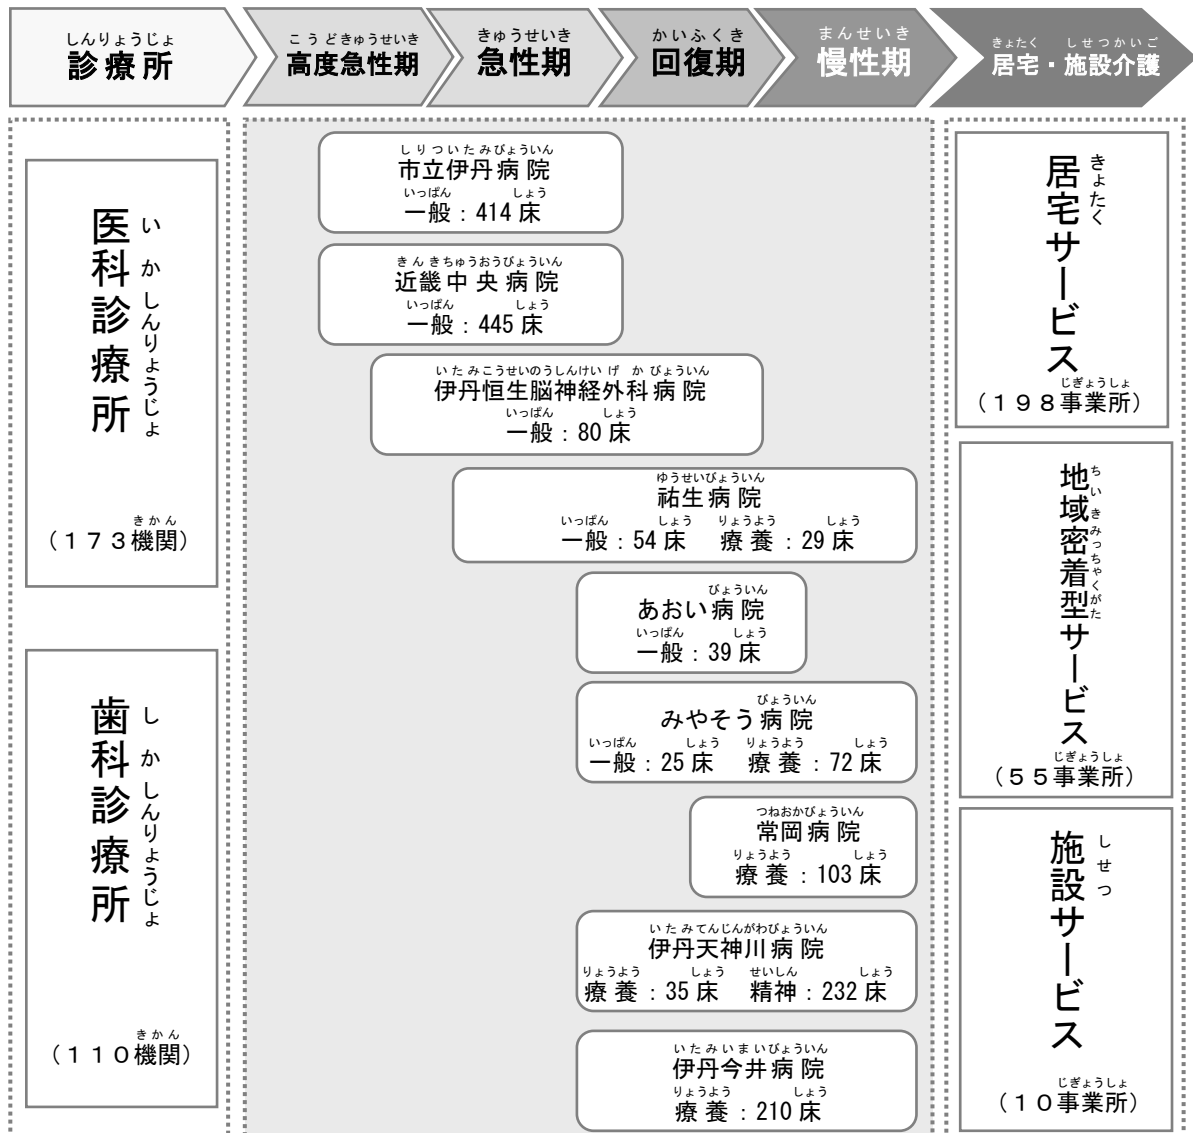 しんりょうじょ
診療所
こうどきゅうせいき
高度急性期
きゅうせいき
急性期
かいふくき
回復期
まんせいき
慢性期
きょたく しせつかいご
居宅・施設介護
いかしんりょうじょ
医科診療所
きかん
（１７３機関）
しかしんりょうじょ
歯科診療所
きかん
（１１０機関）
しりついたみびょういん
市立伊丹病院
いっぱん しょう
一般：414床
きんきちゅうおうびょういん
近畿中央病院
いっぱん しょう
一般：445床
いたみこうせいのうしんけいげかびょういん
伊丹恒生脳神経外科病院
いっぱん しょう
一般：80床
ゆうせいびょういん
祐生病院
いっぱん しょう りょうよう しょう
一般：54床 療養：29床
びょういん
あおい病院
いっぱん しょう
一般：39床
びょういん
みやそう病院
いっぱん しょう りょうよう しょう
一般：25床 療養：72床
つねおかびょういん
常岡病院
りょうよう しょう
療養：103床
いたみてんじんがわびょういん
伊丹天神川病院
りょうよう しょう せいしん しょう
療養：35床 精神：232床
いたみいまいびょういん
伊丹今井病院
りょうよう しょう
療養：210床
きょたく
居宅サービス
じぎょうしょ
（１９８事業所）
ちいきみっちゃくがた
地域密着型サービス
じぎょうしょ
（５５事業所）
しせつ
施設サービス
じぎょうしょ
（１０事業所）